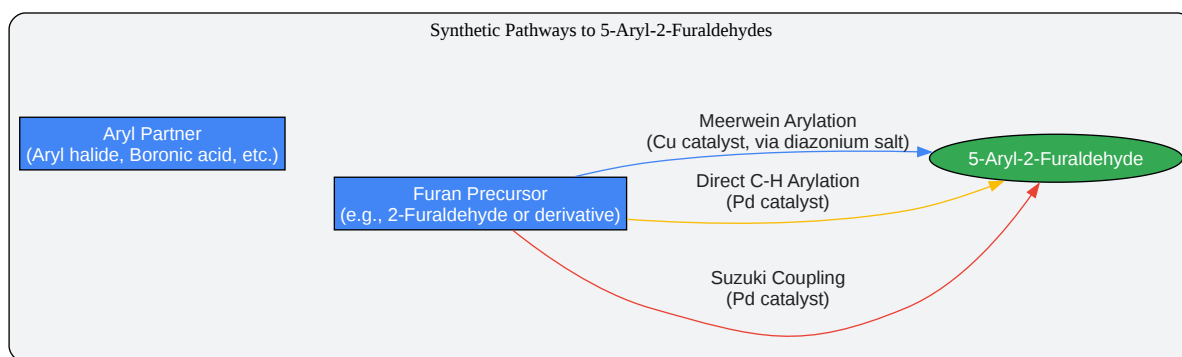 Synthetic Pathways to 5-Aryl-2-Furaldehydes
Aryl Partner
(Aryl halide, Boronic acid, etc.)
Furan Precursor
(e.g., 2-Furaldehyde or derivative)
Meerwein Arylation
(Cu catalyst, via diazonium salt)
Direct C-H Arylation
(Pd catalyst)
Suzuki Coupling
(Pd catalyst)
5-Aryl-2-Furaldehyde